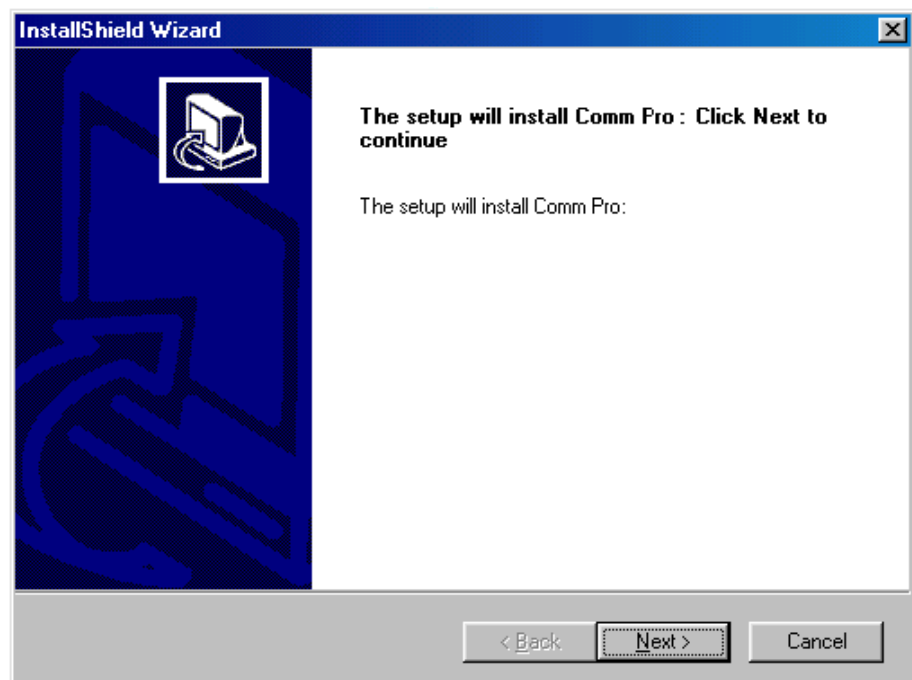 InstallShield Wizard
The setup will install Comm Pro : Click Next to
continue
The setup will install Comm Pro:
< Back
Next >
Cancel